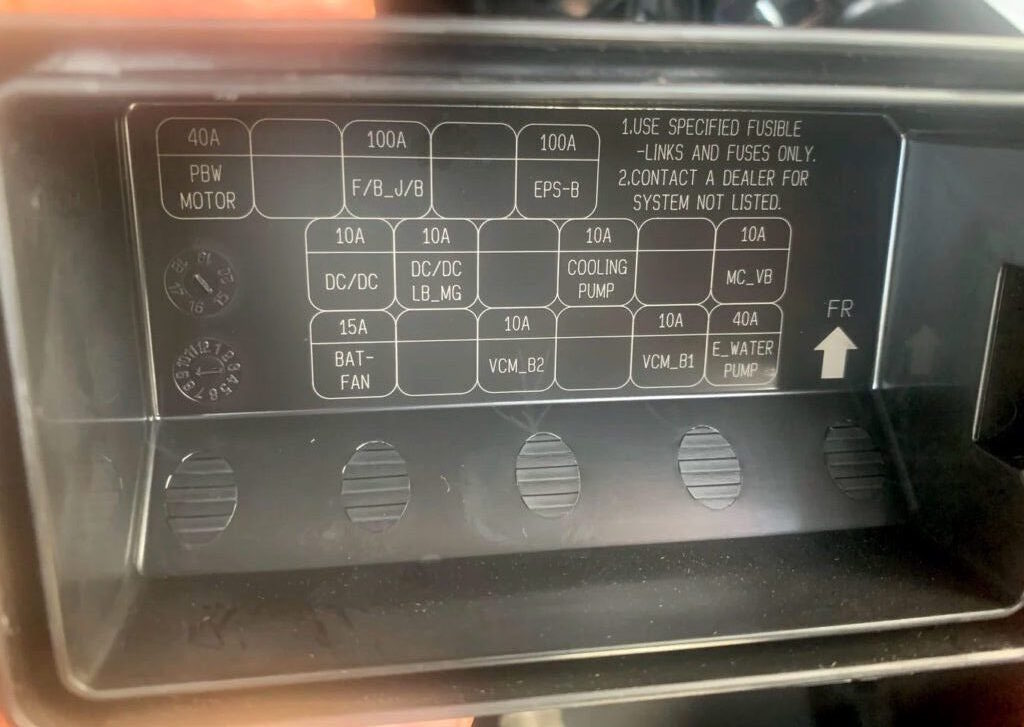 40A 100A 100A
PBW
MOTOR
F/B_J/B
EPS-B
1.USE SPECIFIED FUSIBLE
-LINKS AND FUSES ONLY.
2.CONTACT A DEALER FOR
SYSTEM NOT LISTED.
10A 10A 10A 10A
DC/DC
DC/DC
LB_MG
COOLING
PUMP
MC_VB
15A 10A 10A 40A
BAT-
FAN
VCM_B2
VCM_B1
E_WATER
PUMP
FR